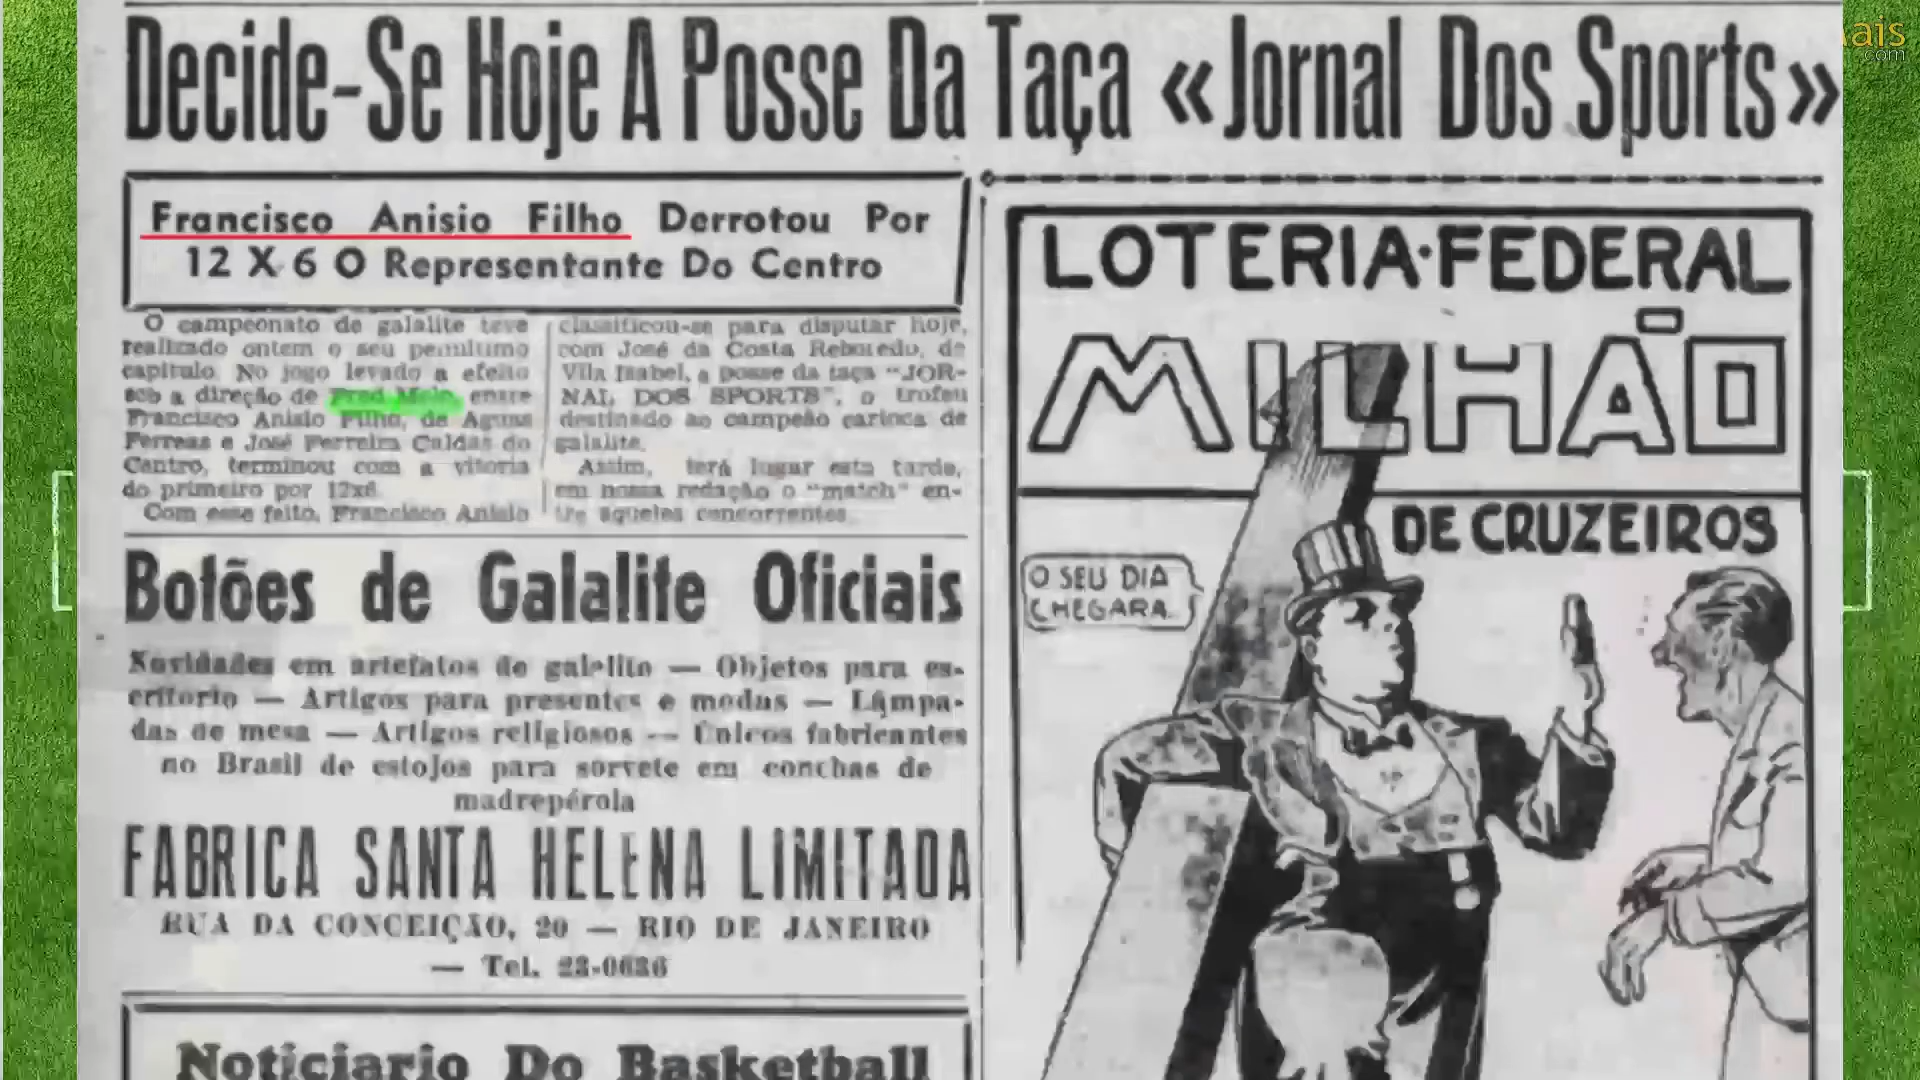 Decide-Se Hoje A Posse Da Taça «Jornal Dos Sports»
Francisco Anisio Filho Derrotou Por
12 X 6 O Representante Do Centro
O campeonato de galalite teve
realizado ontem o seu penultimo
capitulo. No jogo levado a efeito
sob a direção de Fred Melo, entre
Francisco Anisio Filho, de Aguas
Ferreas e José Ferreira Caldas do
Centro, terminou com a vitoria
do primeiro por 12x6.
Com esse feito, Francisco Anisio
classificou-se para disputar hoje,
com José da Costa Reboredo, de
Vila Isabel, a posse da taça "JOR-
NAL DOS SPORTS", o trofeu
destinado ao campeão carioca de
galalite.
Assim, terá lugar esta tarde,
em nossa redação o "match" en-
tre aqueles concorrentes.
Botões de Galalite Oficiais
Novidades em artefatos de galalite — Objetos para es-
critorio — Artigos para presentes e modas — Lâmpa-
das de mesa — Artigos religiosos — Únicos fabricantes
no Brasil de estojos para sorvete em conchas de
madrepérola
FABRICA SANTA HELENA LIMITADA
RUA DA CONCEIÇÃO, 20 — RIO DE JANEIRO
— Tel. 23-0636
Noticiario Do Basketball
LOTERIA·FEDERAL
MILHÃO
DE CRUZEIROS
O SEU DIA
CHEGARA.
ais
com